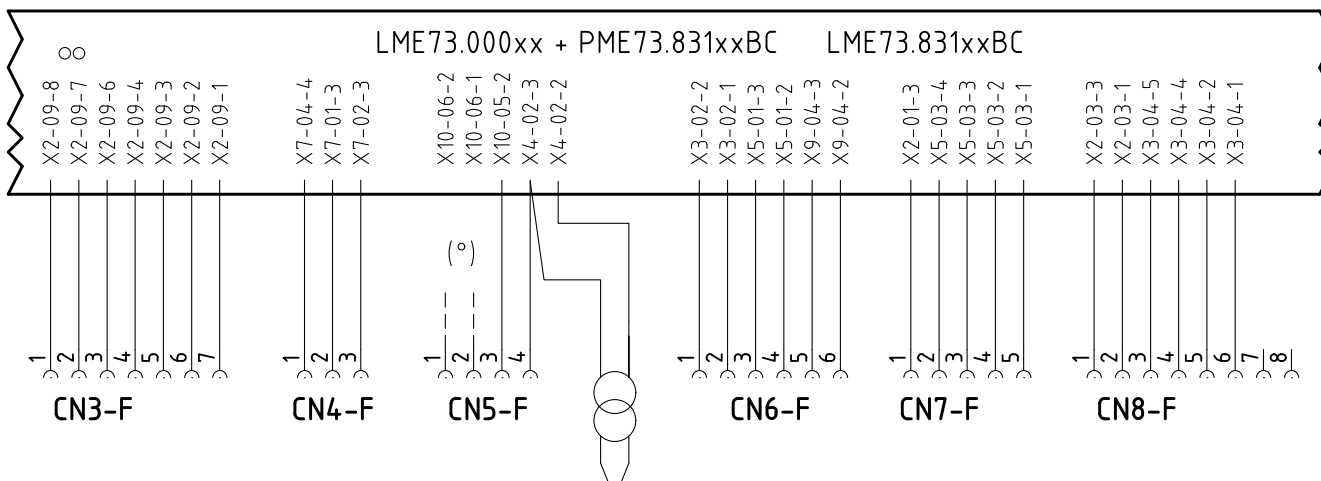 LME73.000xx + PME73.831xxBC LME73.831xxBC
X2-09-8 X2-09-7 X2-09-6 X2-09-4 X2-09-3 X2-09-2 X2-09-1 X7-04-4 X7-01-3 X7-02-3 X10-06-2 X10-06-1 X10-05-2 X4-02-3 X4-02-2 X3-02-2 X3-02-1 X5-01-3 X5-01-2 X9-04-3 X9-04-2 X2-01-3 X5-03-4 X5-03-3 X5-03-2 X5-03-1 X2-03-3 X2-03-1 X3-04-5 X3-04-4 X3-04-2 X3-04-1
(°)
1 2 3 4 5 6 7 1 2 3 1 2 3 4 1 2 3 4 5 6 1 2 3 4 5 1 2 3 4 5 6 7 8
CN3-F CN4-F CN5-F CN6-F CN7-F CN8-F